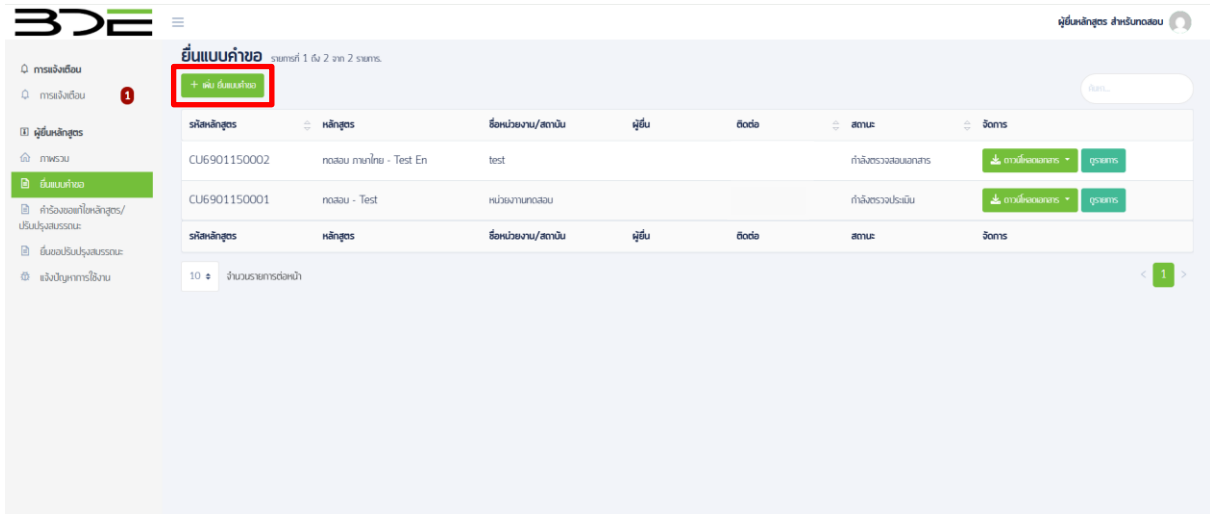 BDE
ผู้ยื่นหลักสูตร สำหรับทดสอบ
การแจ้งเตือน
การแจ้งเตือน 1
ผู้ยื่นหลักสูตร
ภาพรวม
ยื่นแบบคำขอ
คำร้องขอแก้ไขหลักสูตร/
ปรับปรุงสมรรถนะ
ยื่นขอปรับปรุงสมรรถนะ
แจ้งปัญหาการใช้งาน
ยื่นแบบคำขอ รายการที่ 1 ถึง 2 จาก 2 รายการ.
+ เพิ่ม ยื่นแบบคำขอ
ค้นหา...
รหัสหลักสูตร หลักสูตร ชื่อหน่วยงาน/สถาบัน ผู้ยื่น ติดต่อ สถานะ จัดการ
CU6901150002 ทดสอบ ภาษาไทย - Test En test กำลังตรวจสอบเอกสาร ดาวน์โหลดเอกสาร ดูรายการ
CU6901150001 ทดสอบ - Test หน่วยงานทดสอบ กำลังตรวจประเมิน ดาวน์โหลดเอกสาร ดูรายการ
รหัสหลักสูตร หลักสูตร ชื่อหน่วยงาน/สถาบัน ผู้ยื่น ติดต่อ สถานะ จัดการ
10 จำนวนรายการต่อหน้า < 1 >